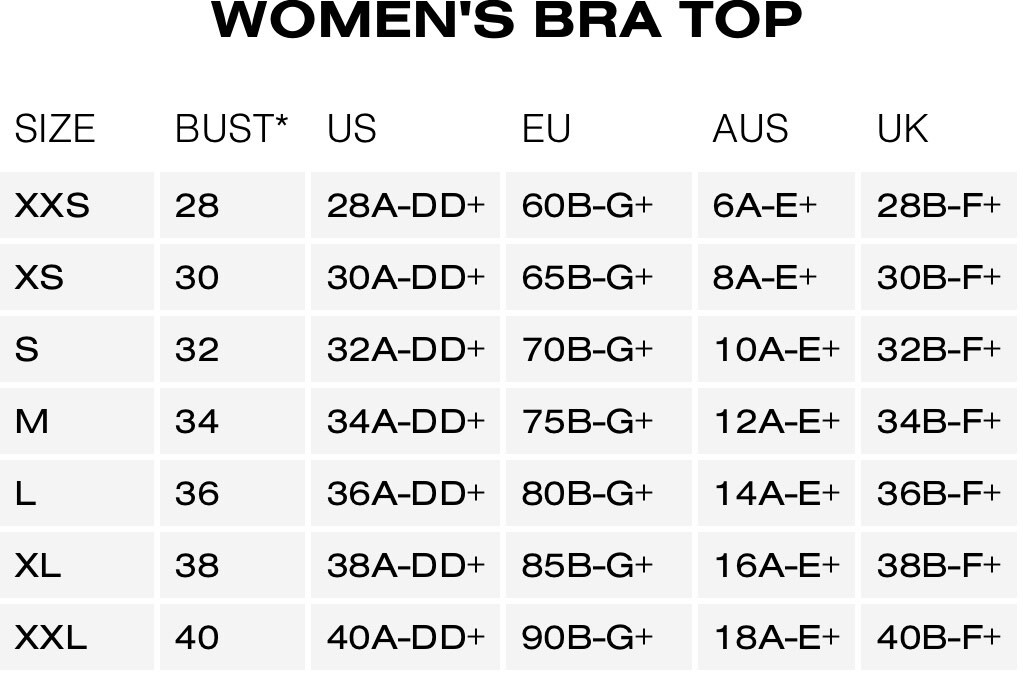 WOMEN'S BRA TOP
SIZE BUST* US EU AUS UK
XXS 28 28A-DD+ 60B-G+ 6A-E+ 28B-F+
XS 30 30A-DD+ 65B-G+ 8A-E+ 30B-F+
S 32 32A-DD+ 70B-G+ 10A-E+ 32B-F+
M 34 34A-DD+ 75B-G+ 12A-E+ 34B-F+
L 36 36A-DD+ 80B-G+ 14A-E+ 36B-F+
XL 38 38A-DD+ 85B-G+ 16A-E+ 38B-F+
XXL 40 40A-DD+ 90B-G+ 18A-E+ 40B-F+